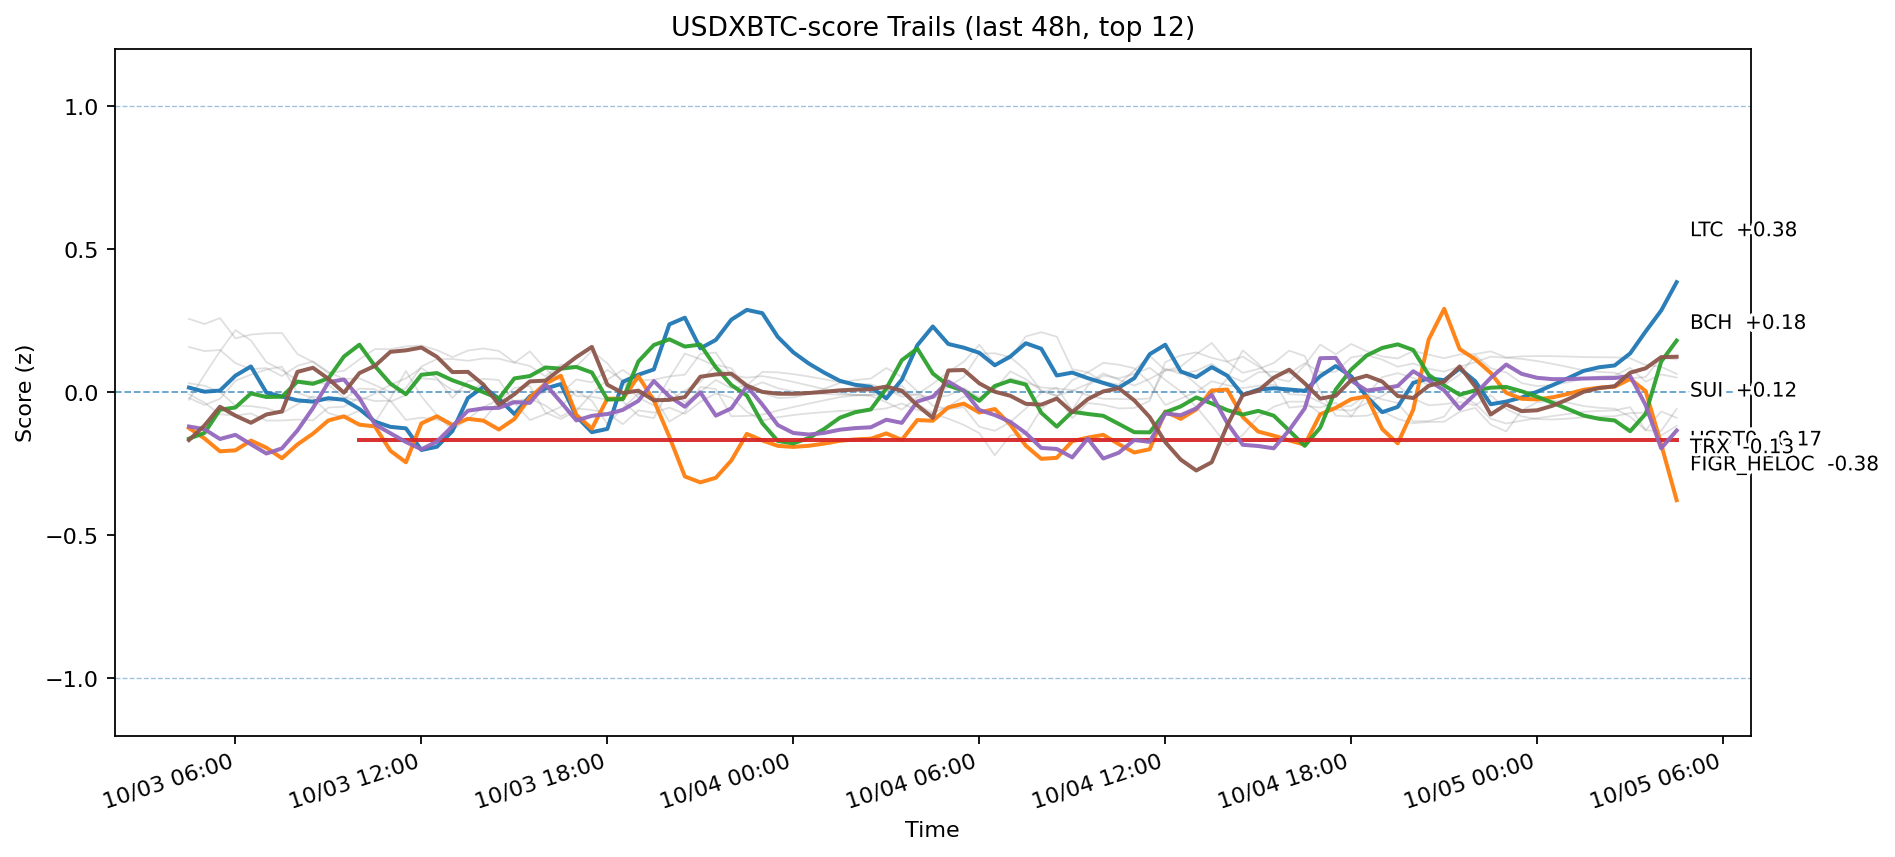 USDXBTC-score Trails (last 48h, top 12)
Score (z)
1.0
0.5
0.0
−0.5
−1.0
LTC +0.38
BCH +0.18
SUI +0.12
TRX -0.13
FIGR_HELOC -0.38
10/03 06:00
10/03 12:00
10/03 18:00
10/04 00:00
10/04 06:00
10/04 12:00
10/04 18:00
10/05 00:00
10/05 06:00
Time